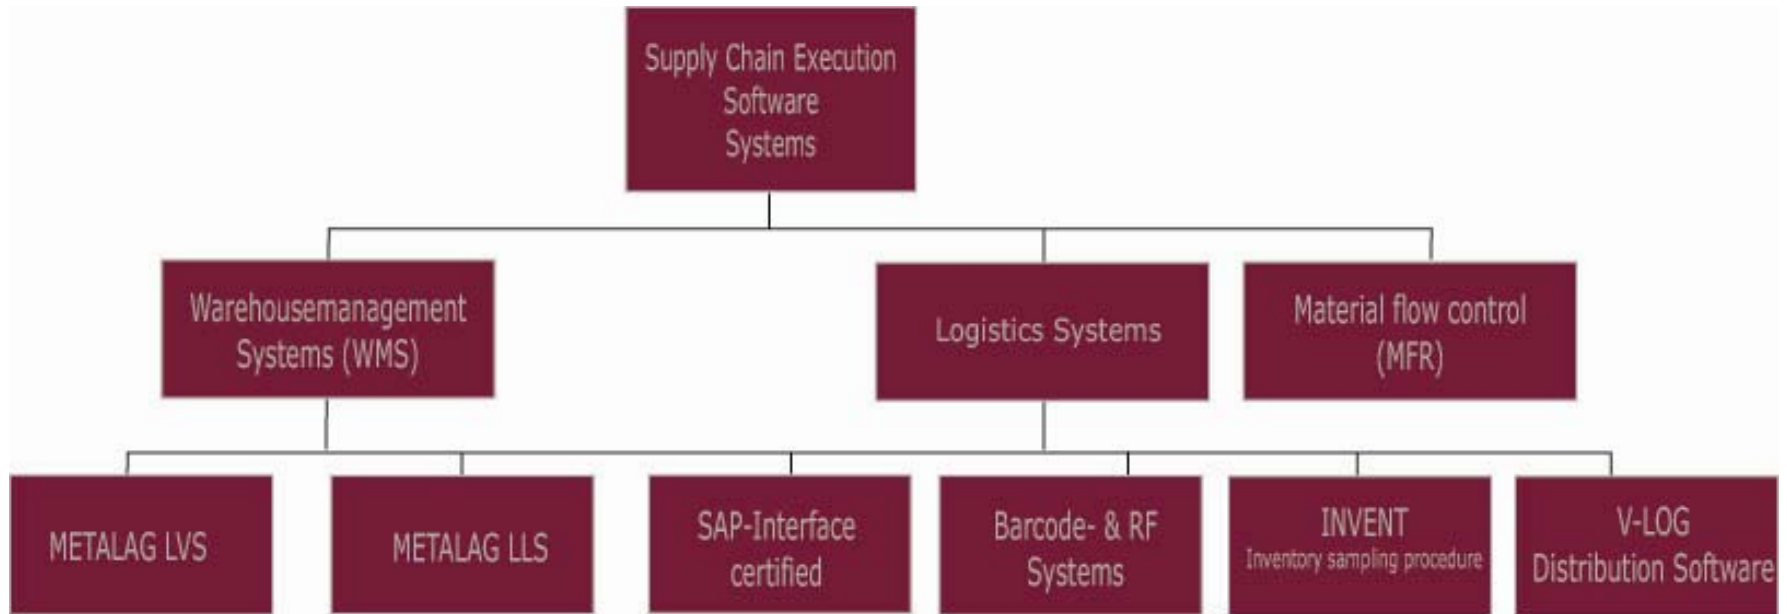 Supply Chain Execution
Software
Systems
Warehousemanagement
Systems (WMS)
Logistics Systems
Material flow control
(MFR)
METALAG LVS
METALAG LLS
SAP-Interface
certified
Barcode- & RF
Systems
INVENT
Inventory sampling procedure
V-LOG
Distribution Software